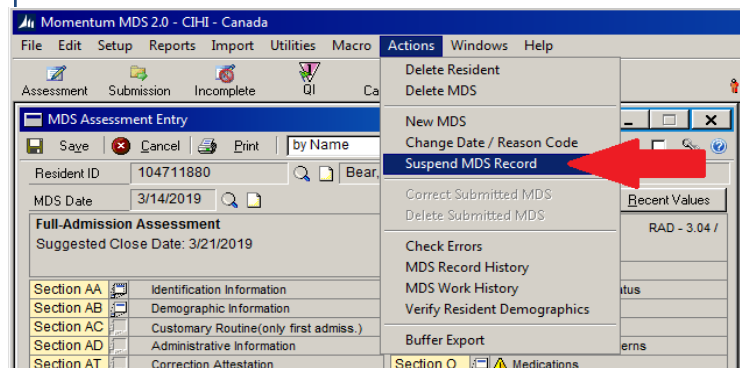 Momentum MDS 2.0 - CIHI - Canada
File Edit Setup Reports Import Utilities Macro Actions Windows Help
Assessment Submission Incomplete QI Ca
Delete Resident
Delete MDS
New MDS
Change Date / Reason Code
Suspend MDS Record
Correct Submitted MDS
Delete Submitted MDS
Check Errors
MDS Record History
MDS Work History
Verify Resident Demographics
Buffer Export
MDS Assessment Entry
Save Cancel Print by Name
Resident ID 104711880 Bear,
MDS Date 3/14/2019 Recent Values
Full-Admission Assessment RAD - 3.04 /
Suggested Close Date: 3/21/2019
Section AA Identification Information tus
Section AB Demographic Information
Section AC Customary Routine(only first admiss.)
Section AD Administrative Information erns
Section AT Correction Attestation Section O Medications